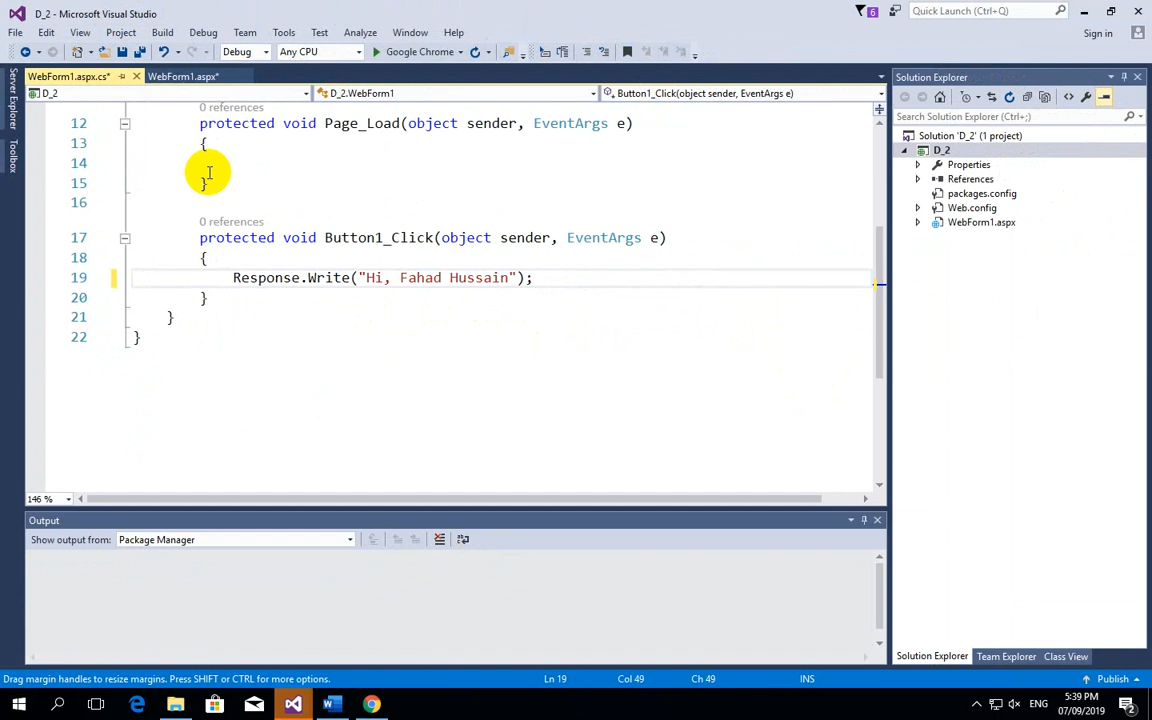 D_2 - Microsoft Visual Studio
6
Quick Launch (Ctrl+Q)
File Edit View Project Build Debug Team Tools Test Analyze Window Help
Sign in
Debug Any CPU Google Chrome
Server Explorer
Toolbox
WebForm1.aspx.cs* WebForm1.aspx*
D_2 D_2.WebForm1 Button1_Click(object sender, EventArgs e)
0 references
12 protected void Page_Load(object sender, EventArgs e)
13 {
14
15 }
16
0 references
17 protected void Button1_Click(object sender, EventArgs e)
18 {
19 Response.Write("Hi, Fahad Hussain");
20 }
21 }
22 }
146 %
Output
Show output from: Package Manager
Solution Explorer
Search Solution Explorer (Ctrl+;)
Solution 'D_2' (1 project)
D_2
Properties
References
packages.config
Web.config
WebForm1.aspx
Solution Explorer Team Explorer Class View
Drag margin handles to resize margins. Press SHIFT or CTRL for more options. Ln 19 Col 49 Ch 49 INS Publish
ENG
5:39 PM
07/09/2019
2